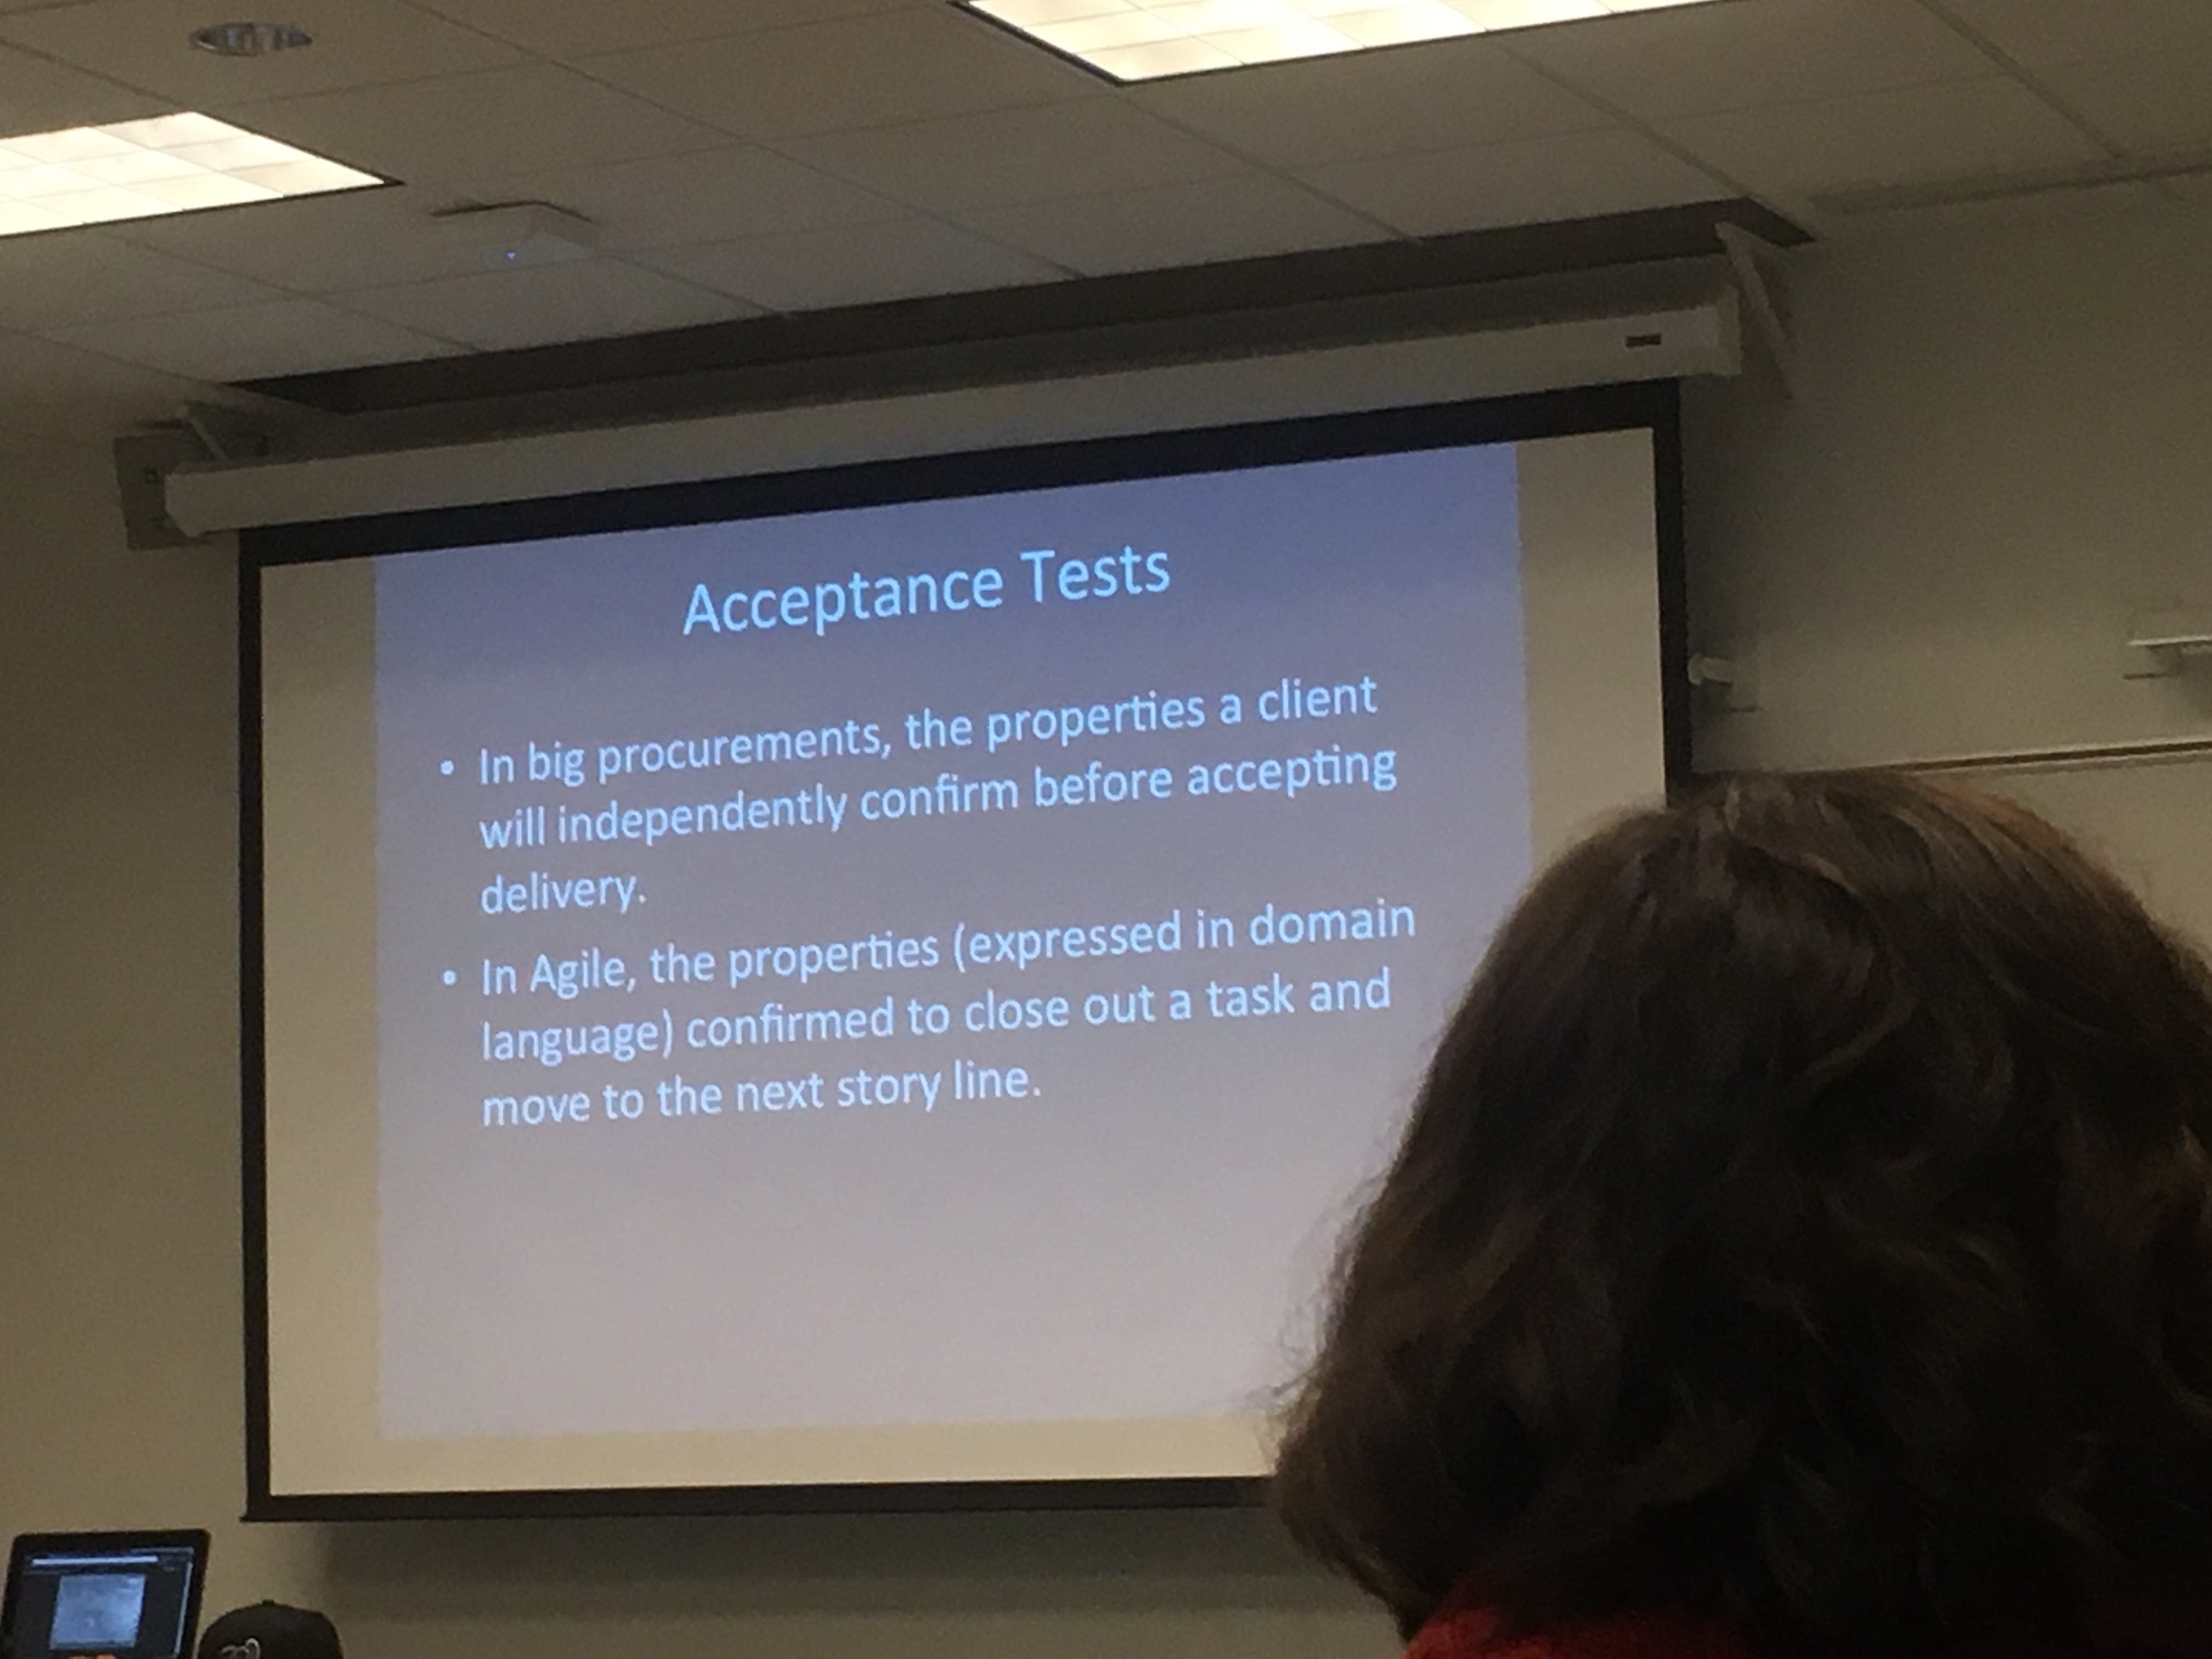 Acceptance Tests
• In big procurements, the properties a client
will independently confirm before accepting
delivery.
• In Agile, the properties (expressed in domain
language) confirmed to close out a task and
move to the next story line.